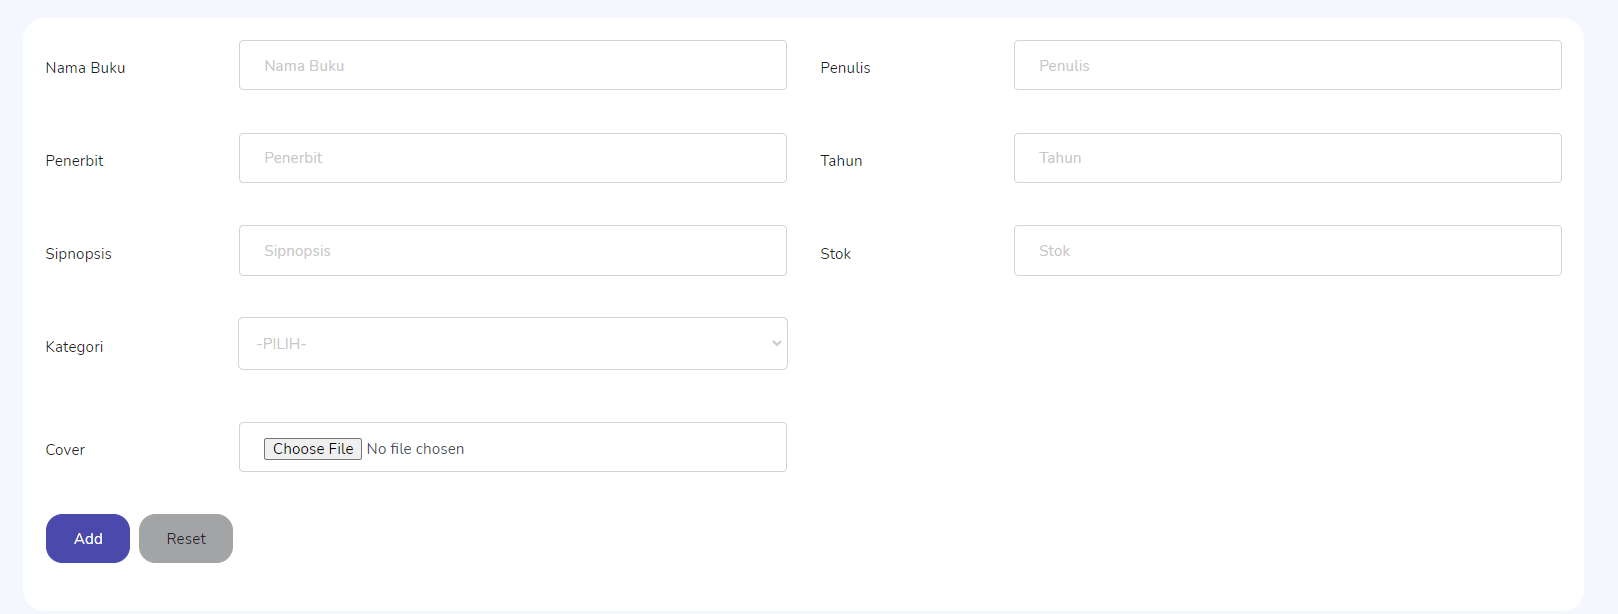 Nama Buku Nama Buku Penulis Penulis
Penerbit Penerbit Tahun Tahun
Sipnopsis Sipnopsis Stok Stok
Kategori -PILIH-
Cover Choose File No file chosen
Add Reset